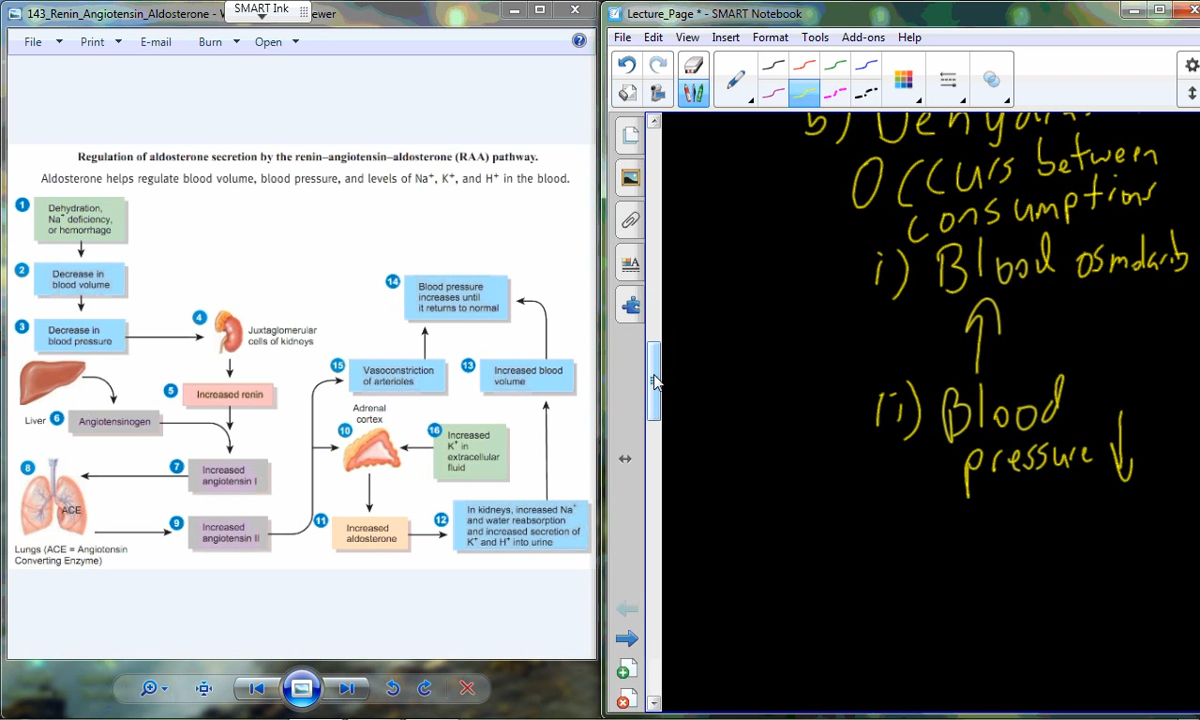 143_Renin_Angiotensin_Aldosterone -
SMART Ink
ewer
File Print E-mail Burn Open
Regulation of aldosterone secretion by the renin–angiotensin–aldosterone (RAA) pathway.
Aldosterone helps regulate blood volume, blood pressure, and levels of Na⁺, K⁺, and H⁺ in the blood.
1 Dehydration,
Na⁺ deficiency,
or hemorrhage
2 Decrease in
blood volume
3 Decrease in
blood pressure
4 Juxtaglomerular
cells of kidneys
5 Increased renin
Liver 6 Angiotensinogen
7 Increased
angiotensin I
8 ACE
Lungs (ACE = Angiotensin
Converting Enzyme)
9 Increased
angiotensin II
Adrenal
cortex
10
11 Increased
aldosterone
12 In kidneys, increased Na⁺
and water reabsorption
and increased secretion of
K⁺ and H⁺ into urine
13 Increased blood
volume
14 Blood pressure
increases until
it returns to normal
15 Vasoconstriction
of arterioles
16 Increased
K⁺ in
extracellular
fluid
Lecture_Page * - SMART Notebook
File Edit View Insert Format Tools Add-ons Help
b)
Occurs between
consumptions
i) Blood
ii) Blood
pressure ↓